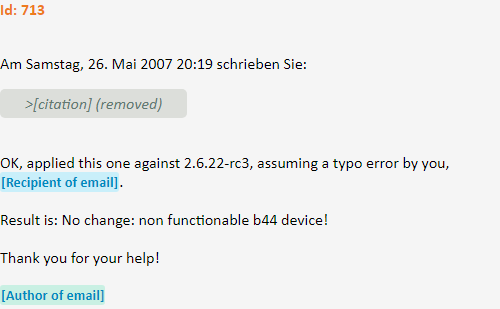 Id: 713
Am Samstag, 26. Mai 2007 20:19 schrieben Sie:
>[citation] (removed)
OK, applied this one against 2.6.22-rc3, assuming a typo error by you,
[Recipient of email].
Result is: No change: non functionable b44 device!
Thank you for your help!
[Author of email]